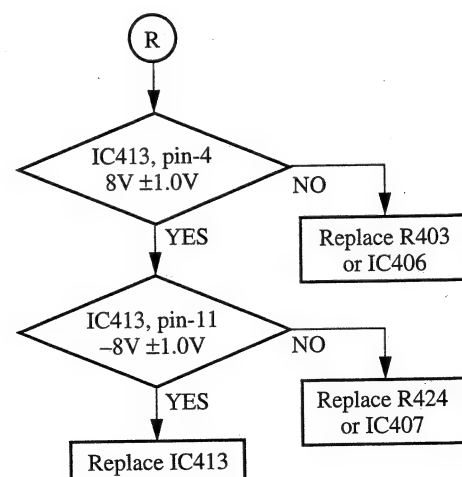 R
IC413, pin-4
8V ±1.0V
NO
YES
Replace R403
or IC406
IC413, pin-11
–8V ±1.0V
NO
YES
Replace R424
or IC407
Replace IC413